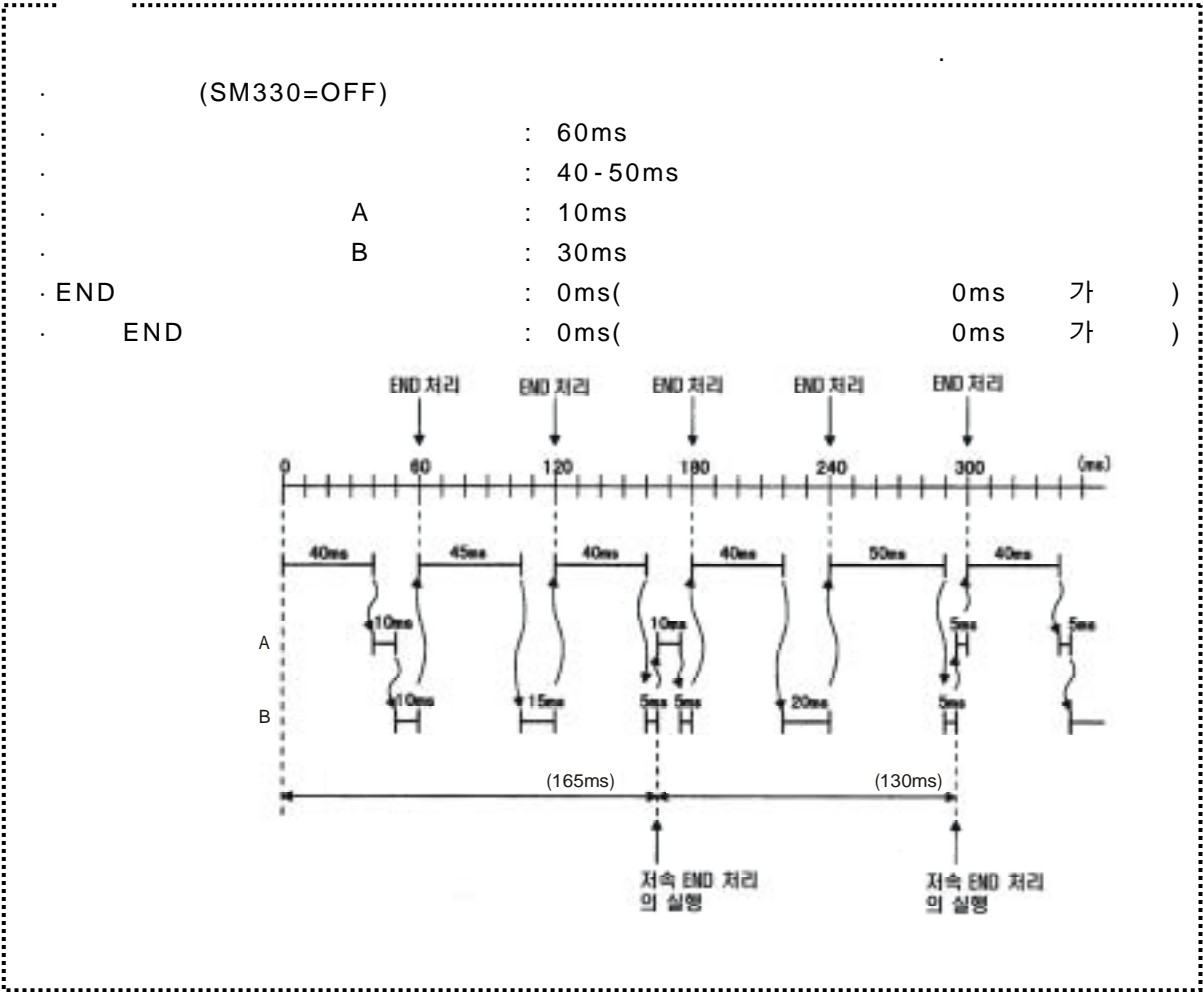 .
· (SM330=OFF)
· : 60ms
· : 40-50ms
· A : 10ms
· B : 30ms
· END : 0ms( 0ms 가 )
· END : 0ms( 0ms 가 )
END 처리 END 처리 END 처리 END 처리 END 처리
0 60 120 180 240 300 (ms)
40ms 45ms 40ms 40ms 50ms 40ms
A 10ms 10ms 5ms 5ms
B 10ms 15ms 5ms 5ms 20ms 5ms
(165ms) (130ms)
저속 END 처리 저속 END 처리
의 실행 의 실행